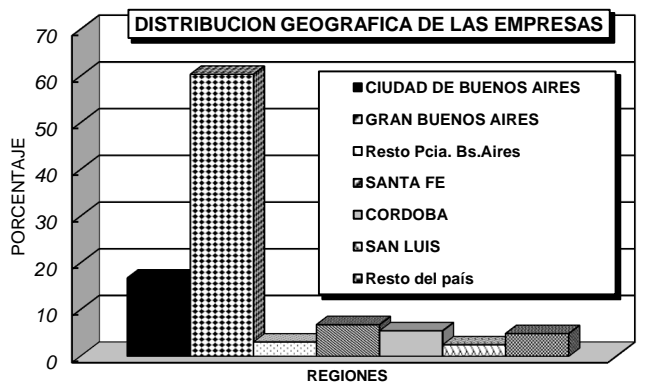 DISTRIBUCION GEOGRAFICA DE LAS EMPRESAS
70
60
50
40
30
20
10
0
PORCENTAJE
CIUDAD DE BUENOS AIRES
GRAN BUENOS AIRES
Resto Pcia. Bs.Aires
SANTA FE
CORDOBA
SAN LUIS
Resto del país
REGIONES